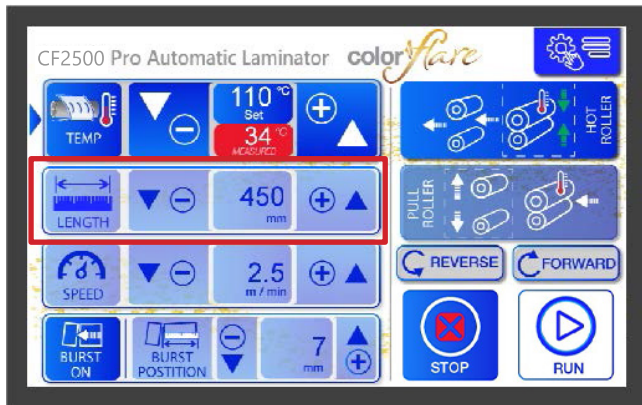 CF2500 Pro Automatic Laminator colorflare
TEMP
110 °C
Set
34 °C
MEASURED
HOT
ROLLER
LENGTH
450
mm
PULL
ROLLER
SPEED
2.5
m / min
REVERSE
FORWARD
BURST
ON
BURST
POSTITION
7
mm
STOP
RUN